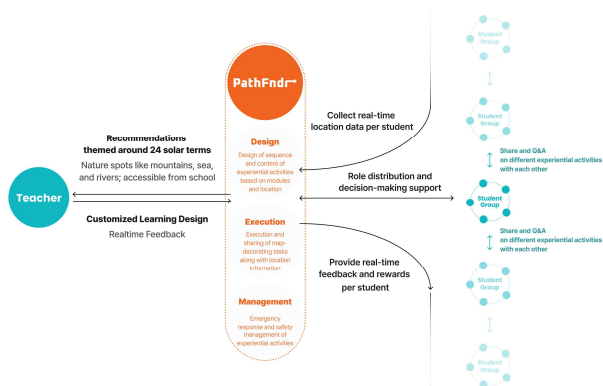 PathFndr
Design
Design of sequence
and content of
experiential activities
based on modules
and location
Execution
Execution and
sharing of map-
decorating tasks
along with location
information
Management
Emergency
response and safety
management of
experiential activities
Teacher
Recommendations
themed around 24 solar terms
Nature spots like mountains, sea,
and rivers; accessible from school
Customized Learning Design
Realtime Feedback
Collect real-time
location data per student
Role distribution and
decision-making support
Provide real-time
feedback and rewards
per student
Student
Group
Student
Group
Share and Q&A
on different experiential activities
with each other
Student
Group
Share and Q&A
on different experiential activities
with each other
Student
Group
Student
Group